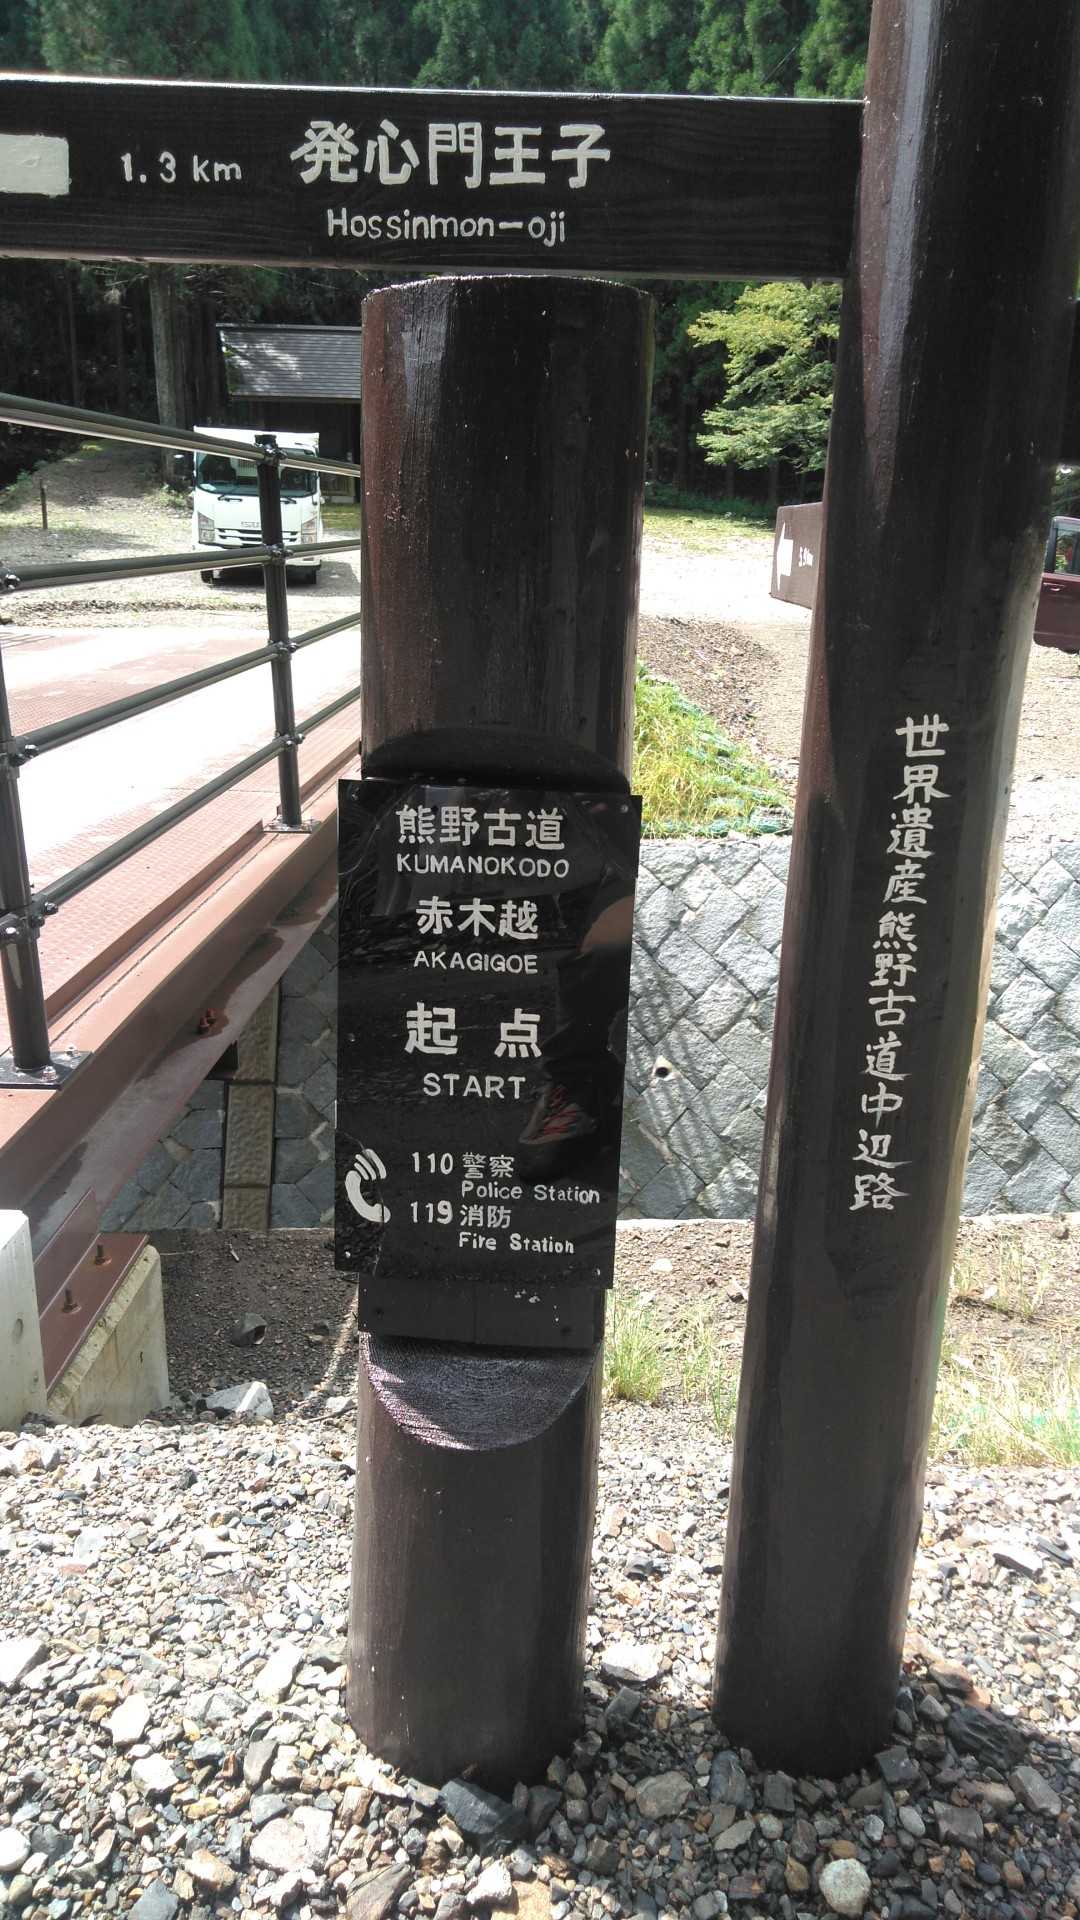 発心門王子
1.3 km
Hossinmon-oji
熊野古道
KUMANOKODO
赤木越
AKAGIGOE
起点
START
110 警察
Police Station
119 消防
Fire Station
世界遺産熊野古道中辺路
ISUZU